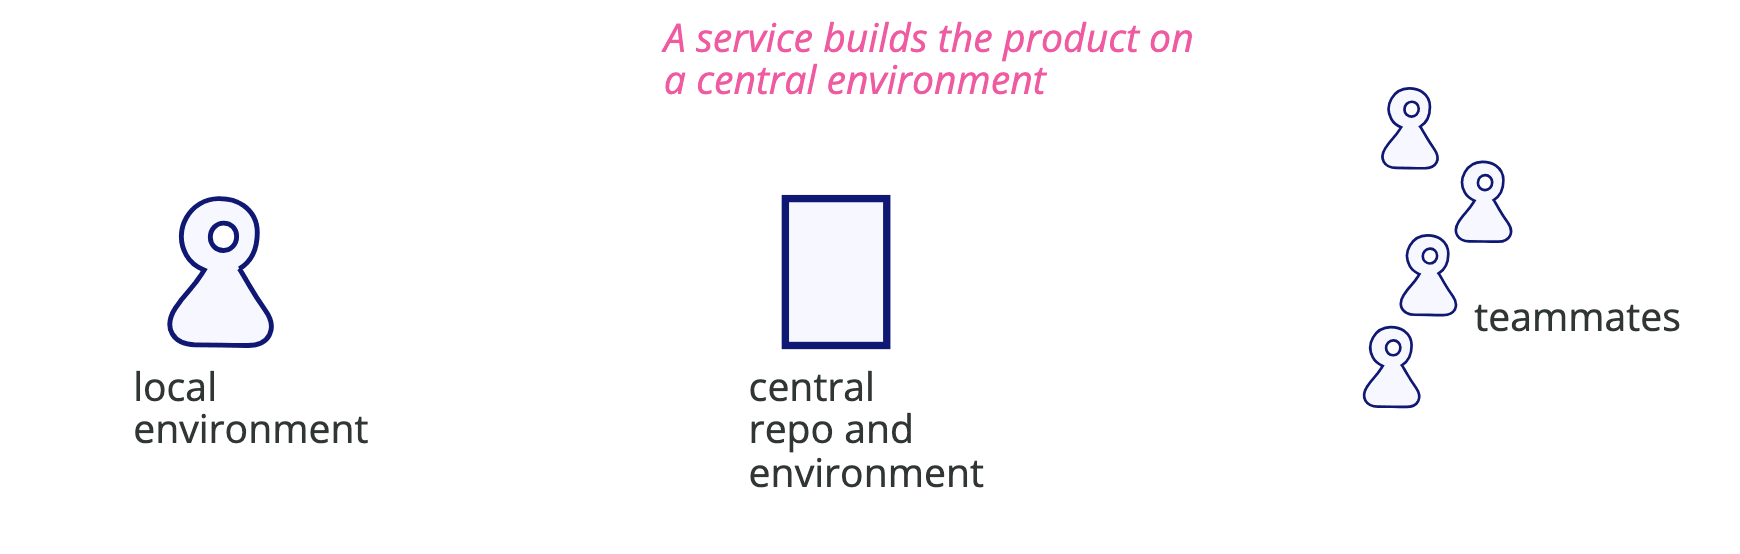 A service builds the product on
a central environment
local
environment
central
repo and
environment
teammates